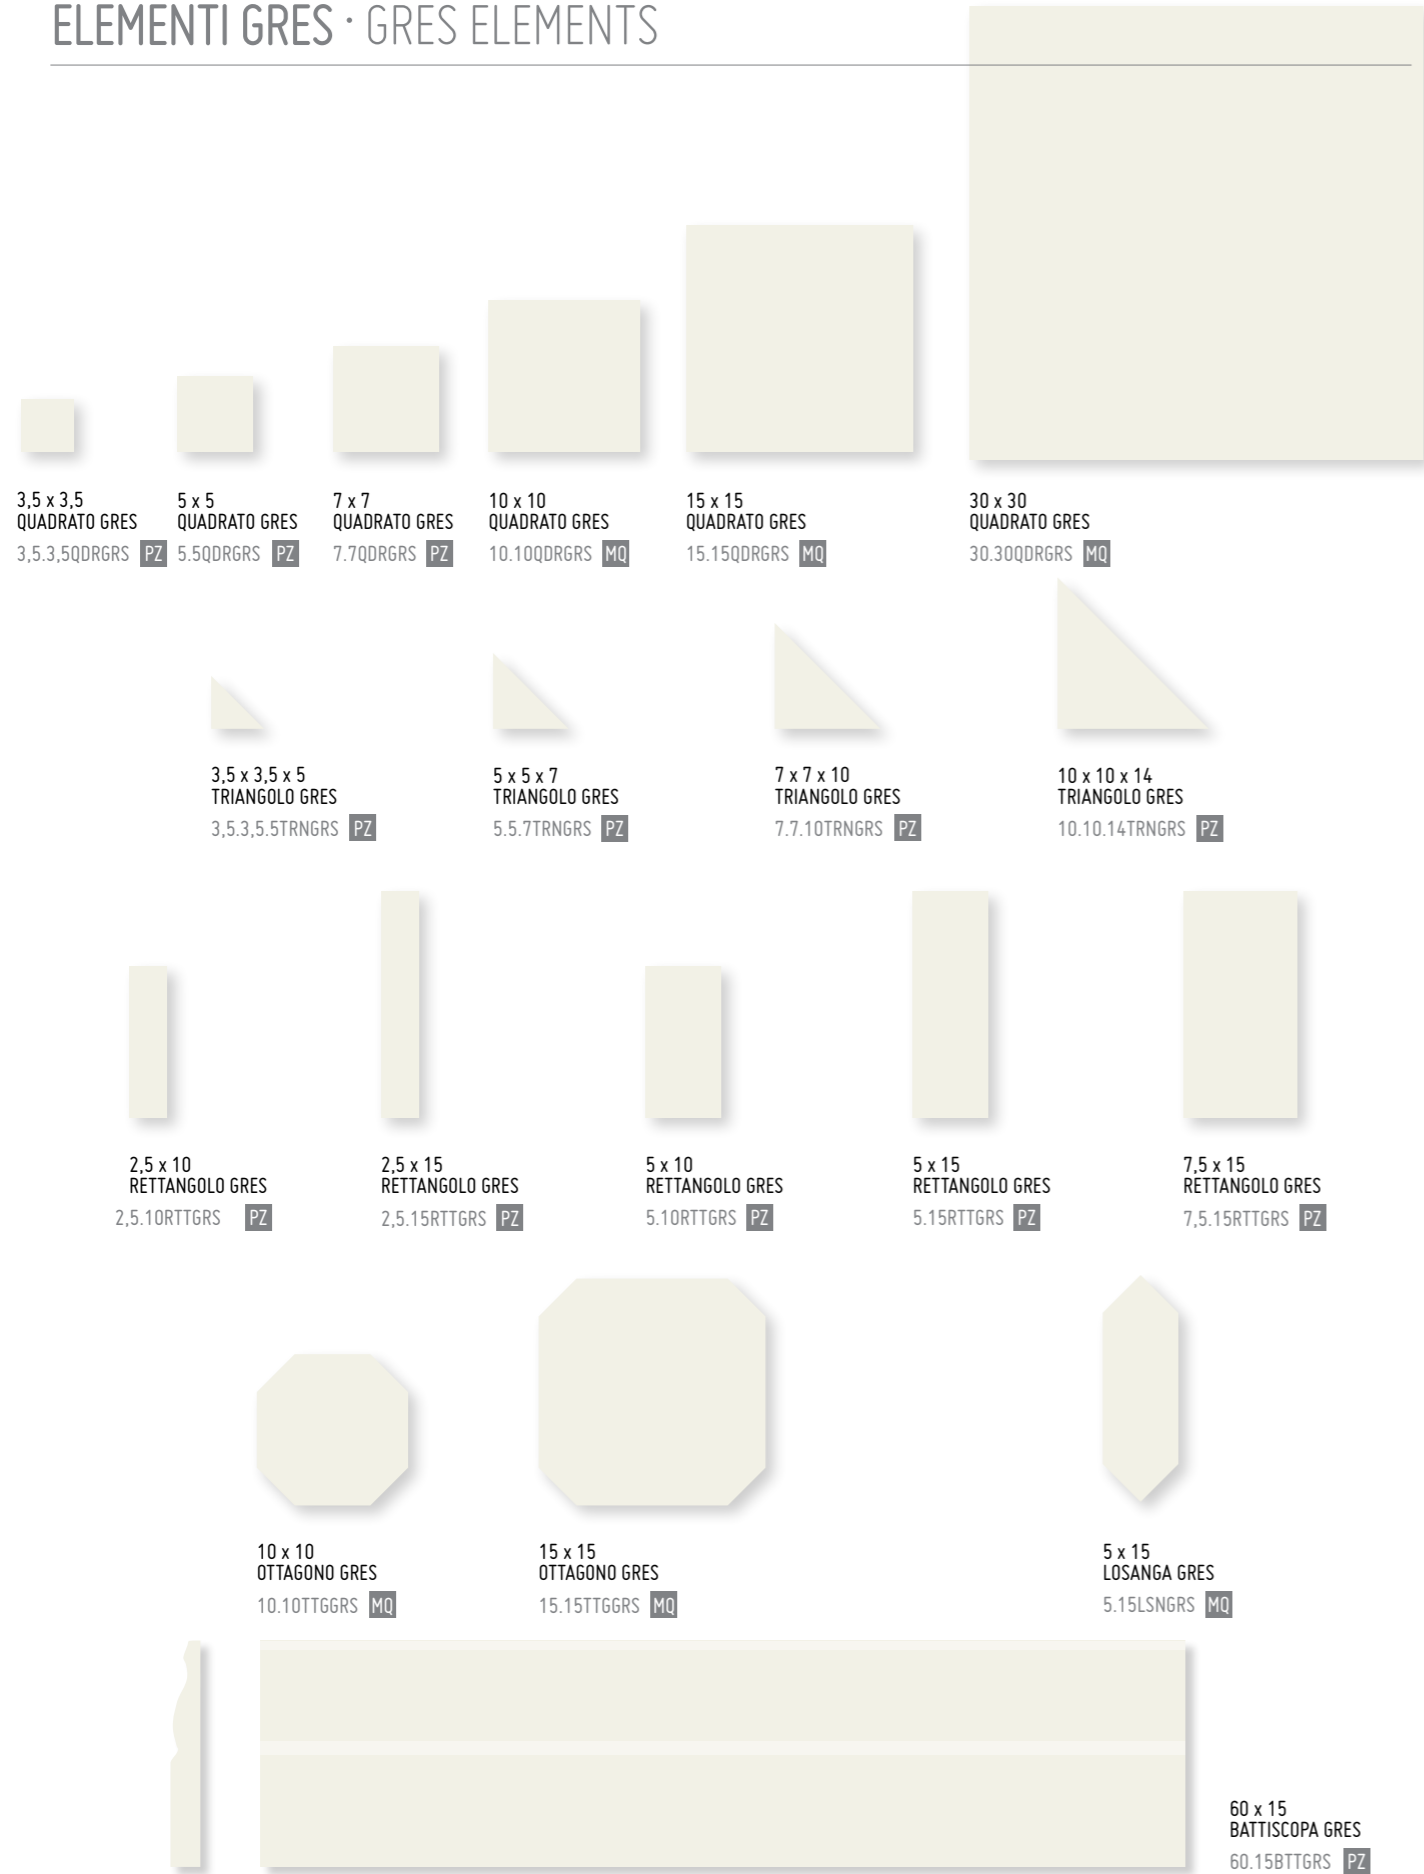 ELEMENTI GRES · GRES ELEMENTS
3,5 x 3,5
QUADRATO GRES
3,5.3,5QDRGRS PZ
5 x 5
QUADRATO GRES
5.5QDRGRS PZ
7 x 7
QUADRATO GRES
7.7QDRGRS PZ
10 x 10
QUADRATO GRES
10.10QDRGRS MQ
15 x 15
QUADRATO GRES
15.15QDRGRS MQ
30 x 30
QUADRATO GRES
30.30QDRGRS MQ
3,5 x 3,5 x 5
TRIANGOLO GRES
3,5.3,5.5TRNGRS PZ
5 x 5 x 7
TRIANGOLO GRES
5.5.7TRNGRS PZ
7 x 7 x 10
TRIANGOLO GRES
7.7.10TRNGRS PZ
10 x 10 x 14
TRIANGOLO GRES
10.10.14TRNGRS PZ
2,5 x 10
RETTANGOLO GRES
2,5.10RTTGRS PZ
2,5 x 15
RETTANGOLO GRES
2,5.15RTTGRS PZ
5 x 10
RETTANGOLO GRES
5.10RTTGRS PZ
5 x 15
RETTANGOLO GRES
5.15RTTGRS PZ
7,5 x 15
RETTANGOLO GRES
7,5.15RTTGRS PZ
10 x 10
OTTAGONO GRES
10.10TTGGRS MQ
15 x 15
OTTAGONO GRES
15.15TTGGRS MQ
5 x 15
LOSANGA GRES
5.15LSNGRS MQ
60 x 15
BATTISCOPA GRES
60.15BTTGRS PZ